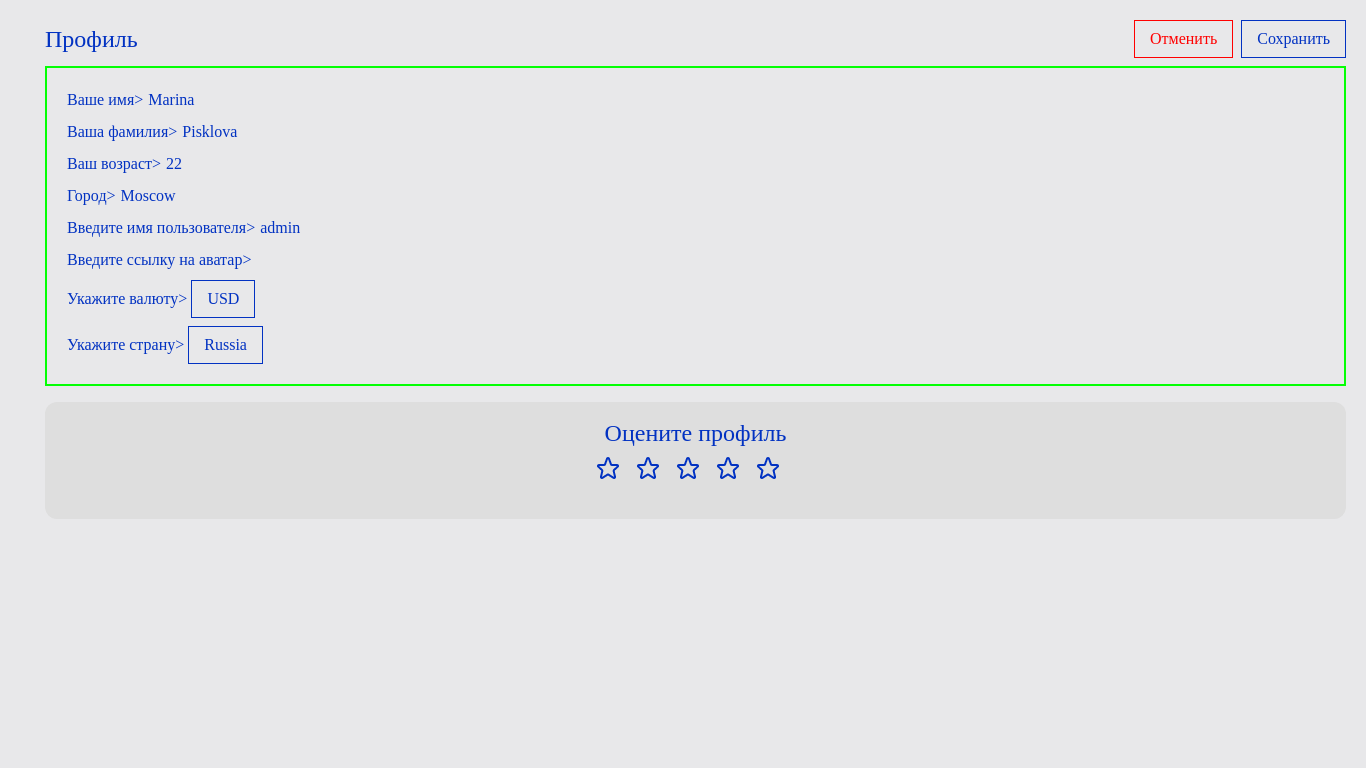 Профиль
Отменить
Сохранить
Ваше имя> Marina
Ваша фамилия> Pisklova
Ваш возраст> 22
Город> Moscow
Введите имя пользователя> admin
Введите ссылку на аватар>
Укажите валюту> USD
Укажите страну> Russia
Оцените профиль